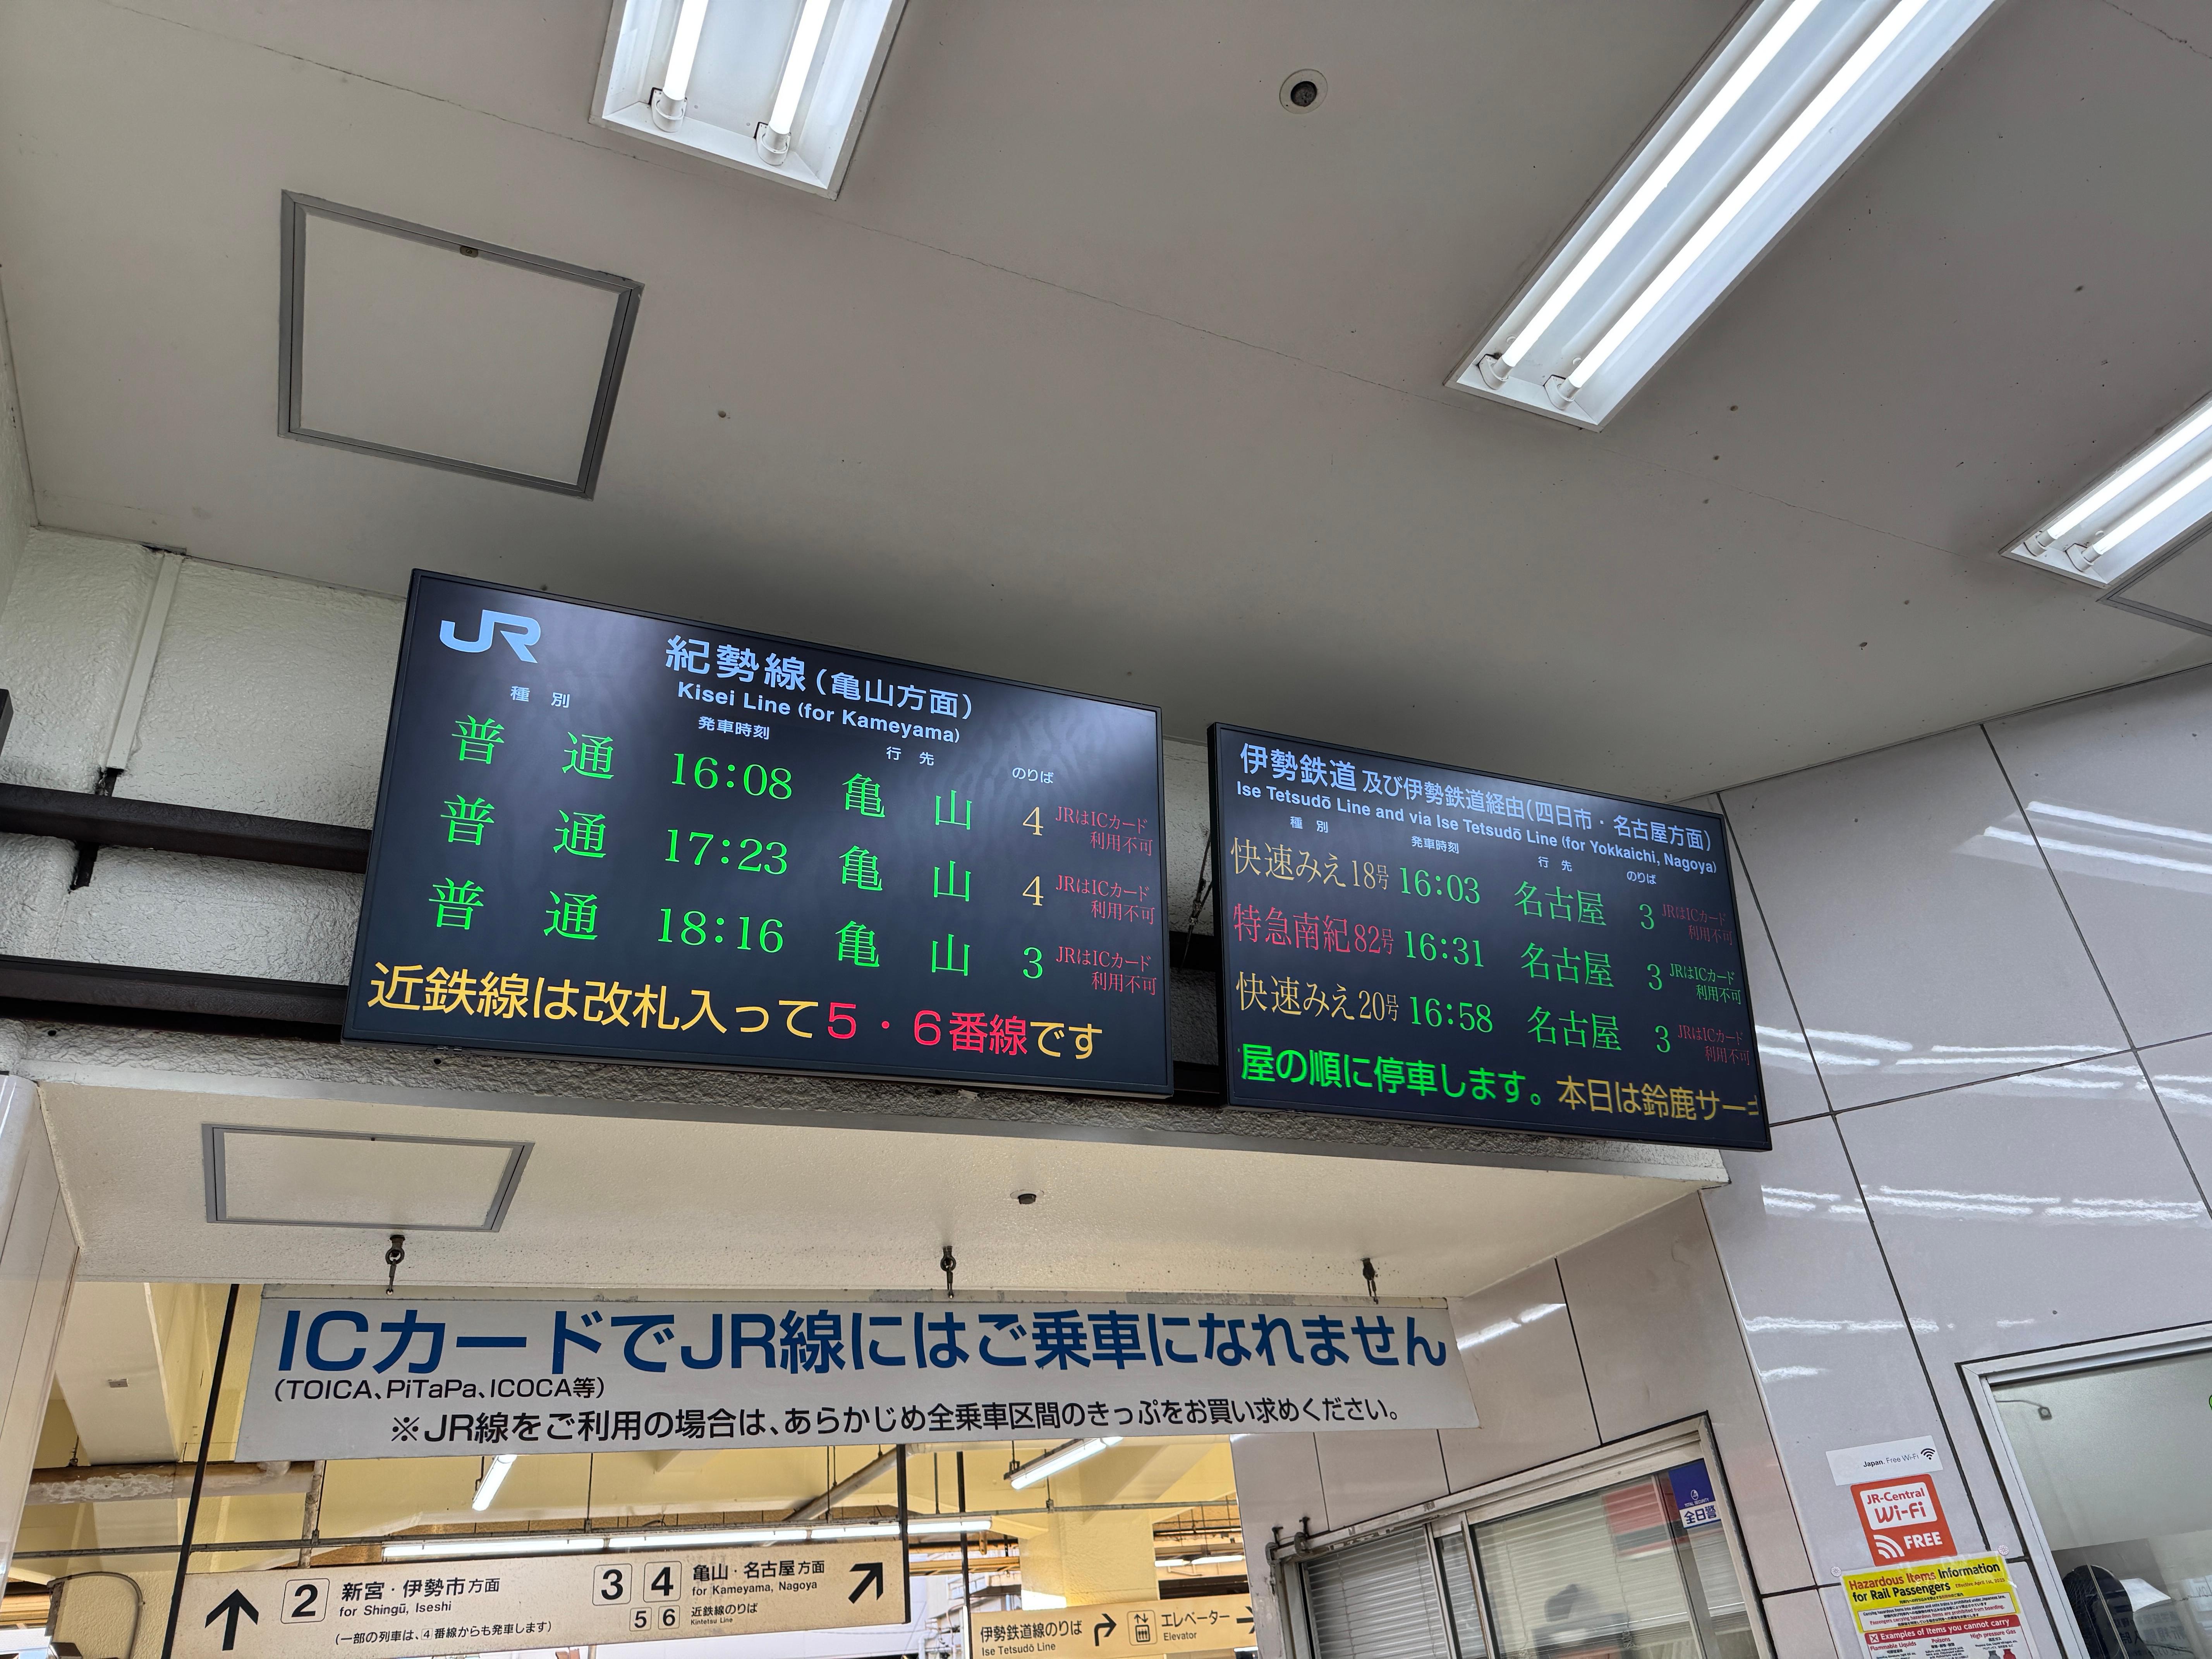 JR
紀勢線(亀山方面)
Kisei Line (for Kameyama)
種別 発車時刻 行先 のりば
普通 16:08 亀山 4 JRはICカード
利用不可
普通 17:23 亀山 4 JRはICカード
利用不可
普通 18:16 亀山 3 JRはICカード
利用不可
近鉄線は改札入って5・6番線です
伊勢鉄道及び伊勢鉄道経由(四日市・名古屋方面)
Ise Tetsudō Line and via Ise Tetsudō Line (for Yokkaichi, Nagoya)
種別 発車時刻 行先 のりば
快速みえ18号 16:03 名古屋 3 JRはICカード
利用不可
特急南紀82号 16:31 名古屋 3 JRはICカード
利用不可
快速みえ20号 16:58 名古屋 3 JRはICカード
利用不可
屋の順に停車します。本日は鈴鹿サー
ICカードでJR線にはご乗車になれません
(TOICA、PiTaPa、ICOCA等)
※JR線をご利用の場合は、あらかじめ全乗車区間のきっぷをお買い求めください。
2 新宮・伊勢市方面
for Shingū, Iseshi
(一部の列車は、4番線からも発車します)
3 4 亀山・名古屋方面
for Kameyama, Nagoya
5 6 近鉄線のりば
Kintetsu Line
伊勢鉄道線のりば
Ise Tetsudō Line
エレベーター
Elevator
全日警
Japan. Free Wi-Fi
JR-Central
Wi-Fi
FREE
Hazardous Items Information
for Rail Passengers
Examples of Items you cannot carry
Flammable Liquids Poisons High-pressure Gas